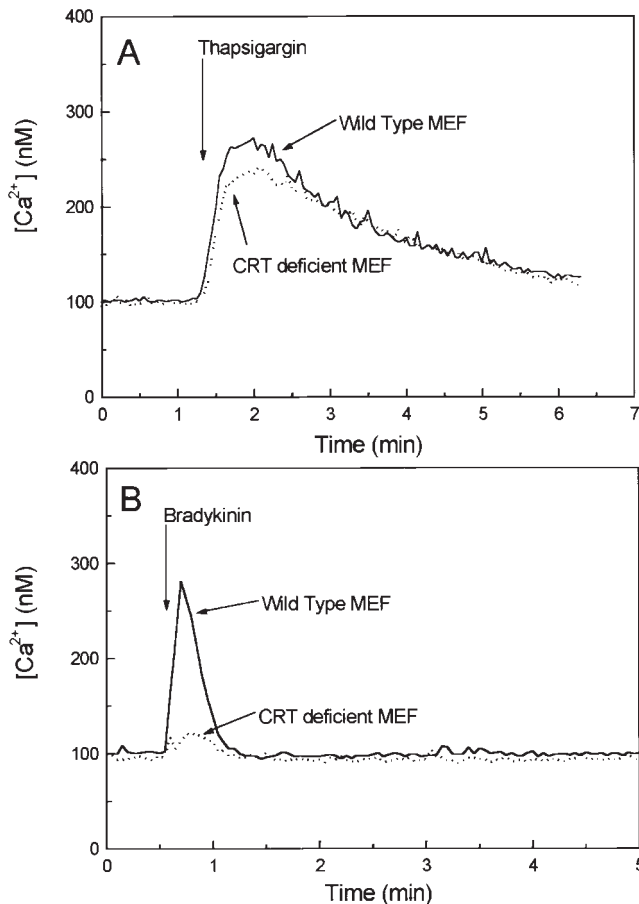 A
Thapsigargin
Wild Type MEF
CRT deficient MEF
[Ca²⁺] (nM)
400
300
200
100
0
0 1 2 3 4 5 6 7
Time (min)
B
Bradykinin
Wild Type MEF
CRT deficient MEF
[Ca²⁺] (nM)
400
300
200
100
0
0 1 2 3 4 5
Time (min)